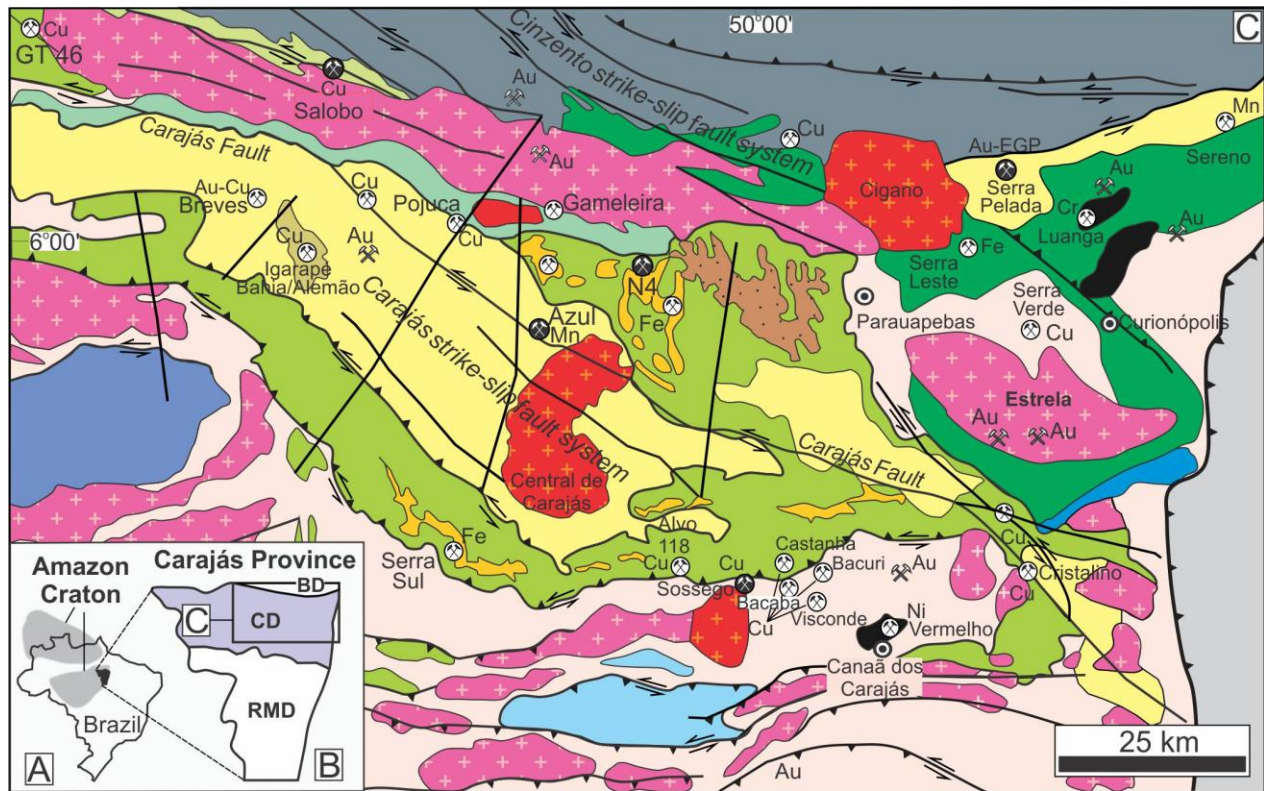 50°00'
C
Cu
GT 46
Cinzento strike-slip fault system
Cu
Salobo
Au
Mn
Cu
Au-EGP
Sereno
Carajás Fault
Au
Cigano
Serra
Pelada
Au
Au-Cu
Breves
Cu
Pojuca
Cu
Gameleira
Cr
Luanga
Au
6°00'
Cu
Au
Igarapé
Bahia/Alemão
N4
Fe
Serra
Leste
Fe
Serra
Verde
Cu
Parauapebas
Curionópolis
Azul
Mn
Carajás strike-slip fault system
Estrela
Au
Au
Carajás Fault
Central de
Carajás
Alvo
118
Cu
Serra
Sul
Fe
Cu
Sossego
Castanha
Bacuri
Au
Cu
Cristalino
Cu
Bacaba
Visconde
Cu
Ni
Vermelho
Canaã dos
Carajás
Au
25 km
Amazon
Craton
Brazil
A
Carajás Province
BD
C
CD
RMD
B